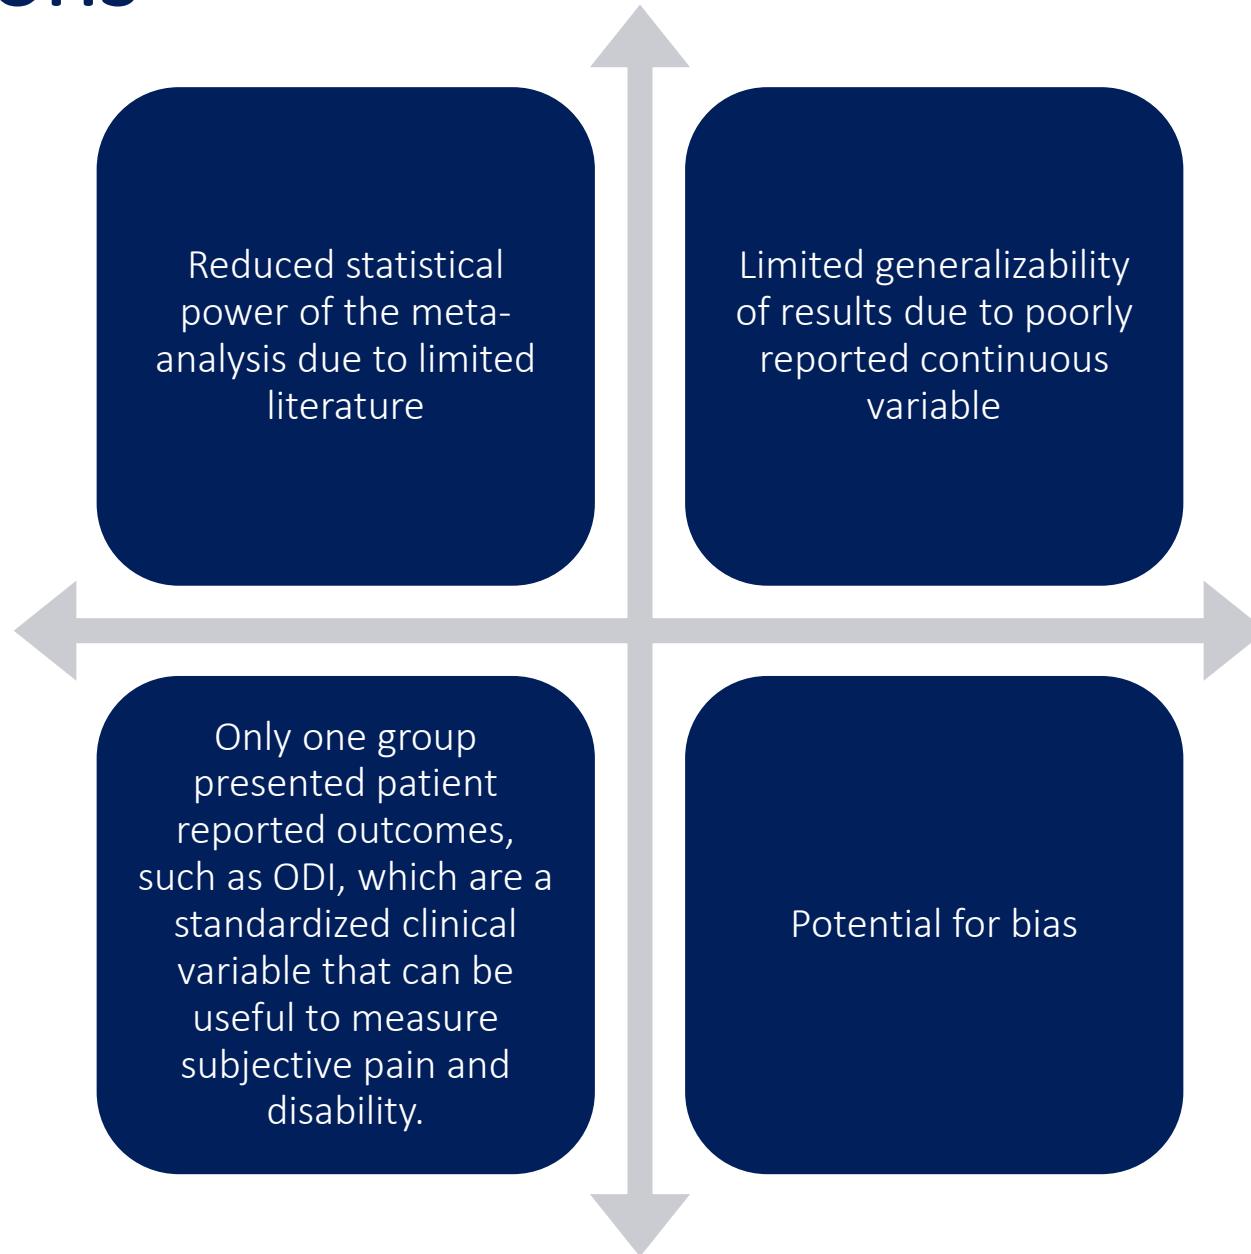 Reduced statistical
power of the meta-
analysis due to limited
literature
Limited generalizability
of results due to poorly
reported continuous
variable
Only one group
presented patient
reported outcomes,
such as ODI, which are a
standardized clinical
variable that can be
useful to measure
subjective pain and
disability.
Potential for bias